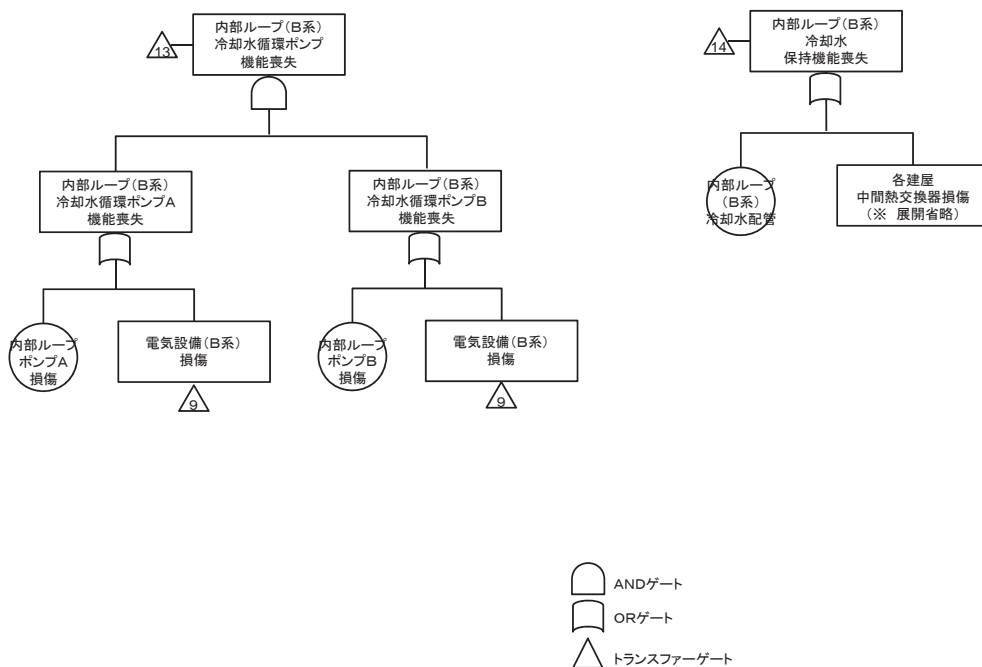 13
内部ループ（B系）
冷却水循環ポンプ
機能喪失
14
内部ループ（B系）
冷却水
保持機能喪失
内部ループ（B系）
冷却水循環ポンプA
機能喪失
内部ループ（B系）
冷却水循環ポンプB
機能喪失
内部ループ
（B系）
冷却水配管
各建屋
中間熱交換器損傷
（※　展開省略）
内部ループ
ポンプA
損傷
電気設備（B系）
損傷
9
内部ループ
ポンプB
損傷
電気設備（B系）
損傷
9
ANDゲート
ORゲート
トランスファーゲート